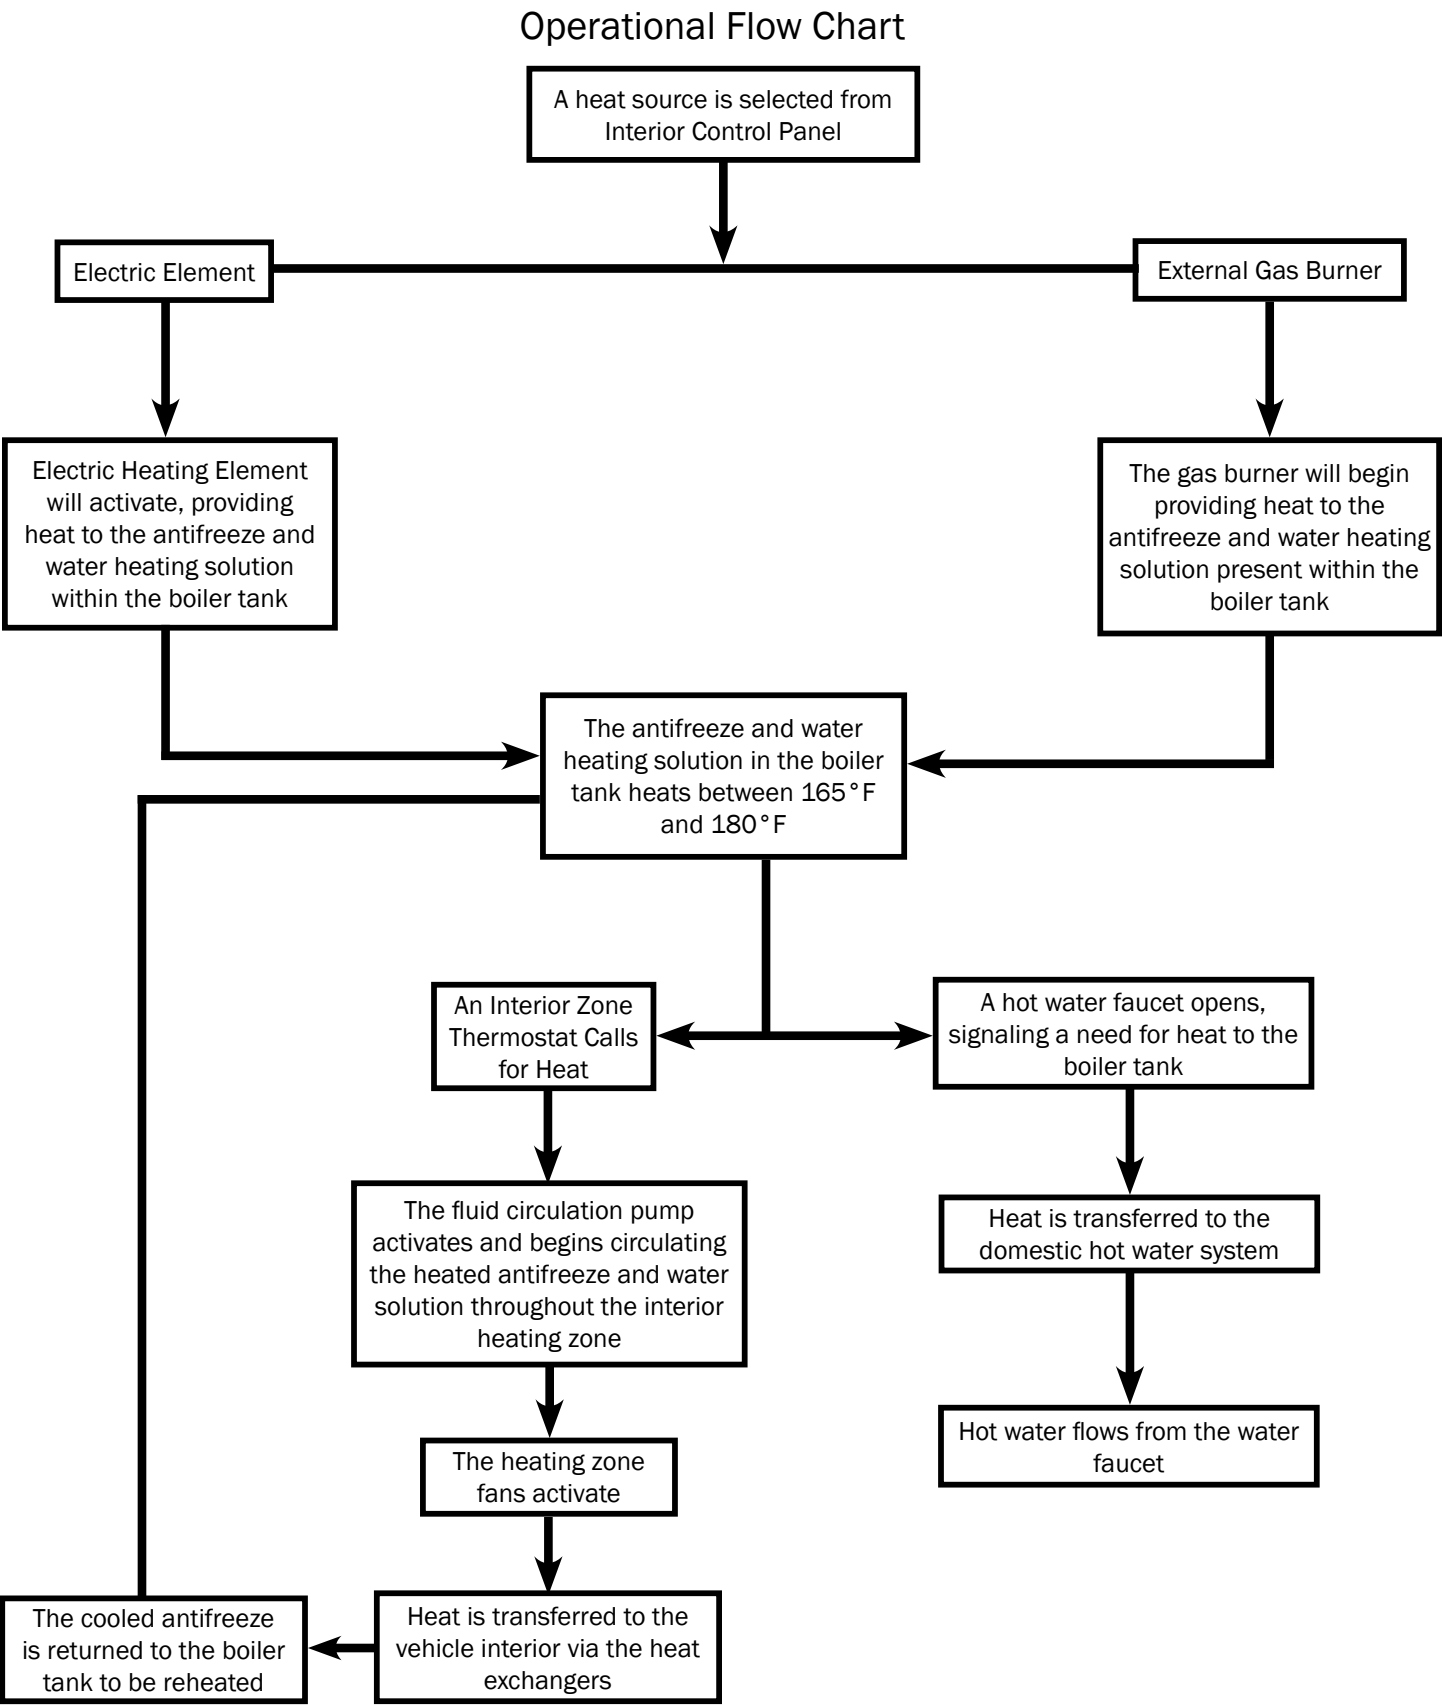 Operational Flow Chart
A heat source is selected from
Interior Control Panel
Electric Element
External Gas Burner
Electric Heating Element
will activate, providing
heat to the antifreeze and
water heating solution
within the boiler tank
The gas burner will begin
providing heat to the
antifreeze and water heating
solution present within the
boiler tank
The antifreeze and water
heating solution in the boiler
tank heats between 165°F
and 180°F
An Interior Zone
Thermostat Calls
for Heat
A hot water faucet opens,
signaling a need for heat to the
boiler tank
The fluid circulation pump
activates and begins circulating
the heated antifreeze and water
solution throughout the interior
heating zone
Heat is transferred to the
domestic hot water system
The heating zone
fans activate
Hot water flows from the water
faucet
The cooled antifreeze
is returned to the boiler
tank to be reheated
Heat is transferred to the
vehicle interior via the heat
exchangers